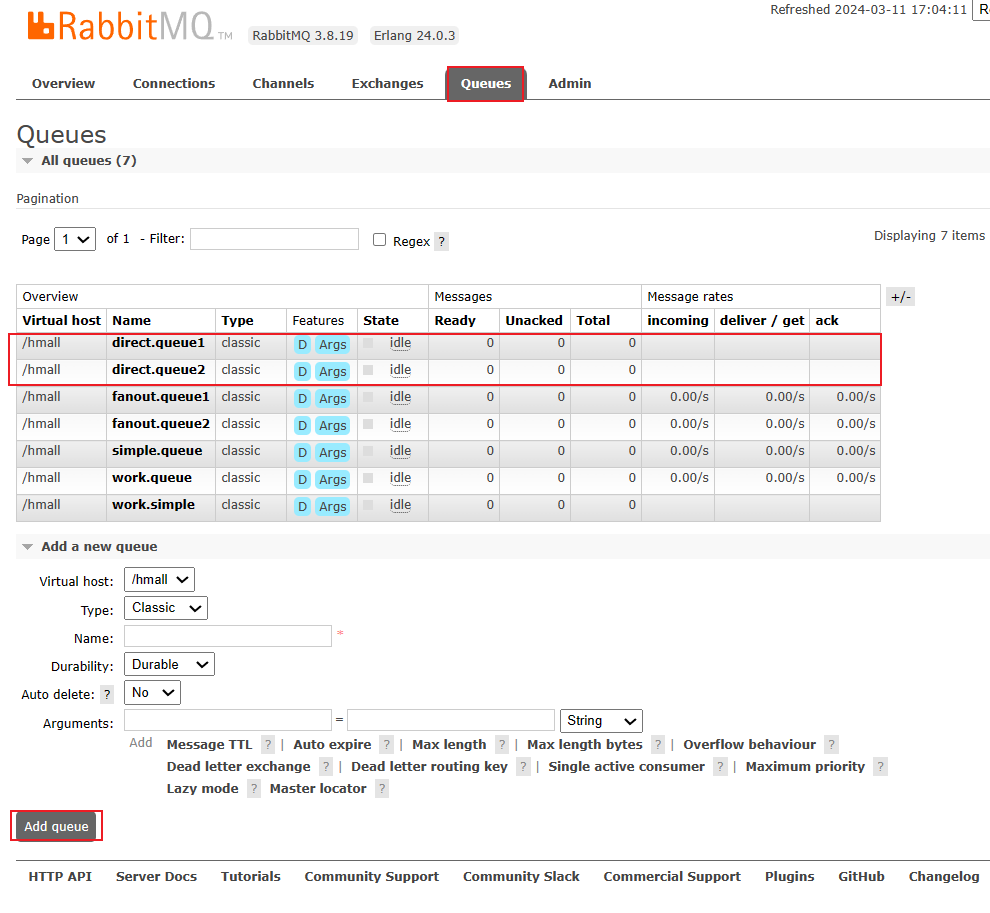 Refreshed 2024-03-11 17:04:11 R
RabbitMQ TM RabbitMQ 3.8.19 Erlang 24.0.3
Overview Connections Channels Exchanges Queues Admin
Queues
All queues (7)
Pagination
Page 1 of 1 - Filter: Regex ? Displaying 7 items
Overview Messages Message rates +/-
Virtual host Name Type Features State Ready Unacked Total incoming deliver / get ack
/hmall direct.queue1 classic D Args idle 0 0 0
/hmall direct.queue2 classic D Args idle 0 0 0
/hmall fanout.queue1 classic D Args idle 0 0 0 0.00/s 0.00/s 0.00/s
/hmall fanout.queue2 classic D Args idle 0 0 0 0.00/s 0.00/s 0.00/s
/hmall simple.queue classic D Args idle 0 0 0 0.00/s 0.00/s 0.00/s
/hmall work.queue classic D Args idle 0 0 0 0.00/s 0.00/s 0.00/s
/hmall work.simple classic D Args idle 0 0 0
Add a new queue
Virtual host: /hmall
Type: Classic
Name: *
Durability: Durable
Auto delete: ? No
Arguments: = String
Add Message TTL ? | Auto expire ? | Max length ? | Max length bytes ? | Overflow behaviour ?
Dead letter exchange ? | Dead letter routing key ? | Single active consumer ? | Maximum priority ?
Lazy mode ? Master locator ?
Add queue
HTTP API Server Docs Tutorials Community Support Community Slack Commercial Support Plugins GitHub Changelog